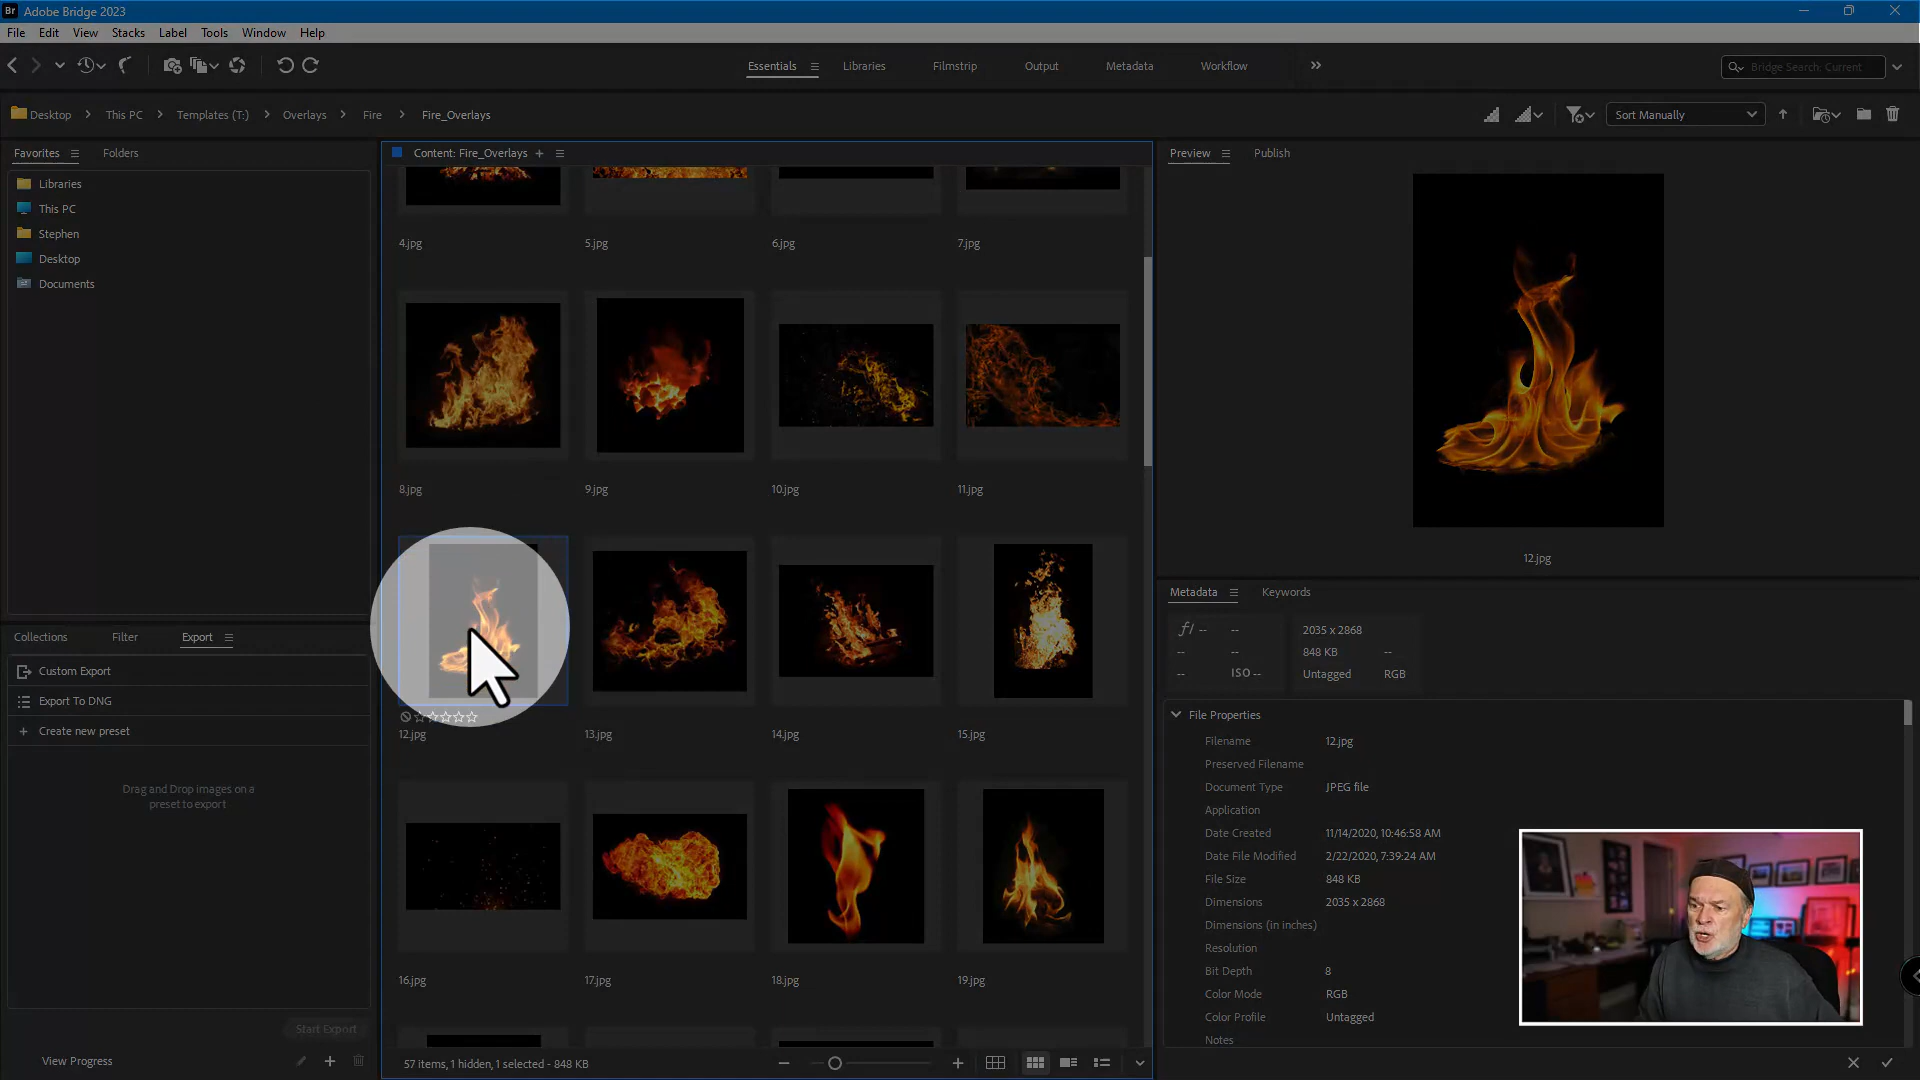 Br Adobe Bridge 2023
File Edit View Stacks Label Tools Window Help
Essentials Libraries Filmstrip Output Metadata Workflow
Bridge Search: Current
Desktop This PC Templates (T:) Overlays Fire Fire_Overlays
Sort Manually
Favorites Folders
Libraries
This PC
Stephen
Desktop
Documents
Collections Filter Export
Custom Export
Export To DNG
Create new preset
Drag and Drop images on a
preset to export
Start Export
View Progress
Content: Fire_Overlays
4.jpg 5.jpg 6.jpg 7.jpg
8.jpg 9.jpg 10.jpg 11.jpg
12.jpg 13.jpg 14.jpg 15.jpg
16.jpg 17.jpg 18.jpg 19.jpg
57 items, 1 hidden, 1 selected - 848 KB
Preview Publish
12.jpg
Metadata Keywords
f/ -- -- 2035 x 2868
-- -- 848 KB --
-- ISO -- Untagged RGB
File Properties
Filename 12.jpg
Preserved Filename
Document Type JPEG file
Application
Date Created 11/14/2020, 10:46:58 AM
Date File Modified 2/22/2020, 7:39:24 AM
File Size 848 KB
Dimensions 2035 x 2868
Dimensions (in inches)
Resolution
Bit Depth 8
Color Mode RGB
Color Profile Untagged
Notes